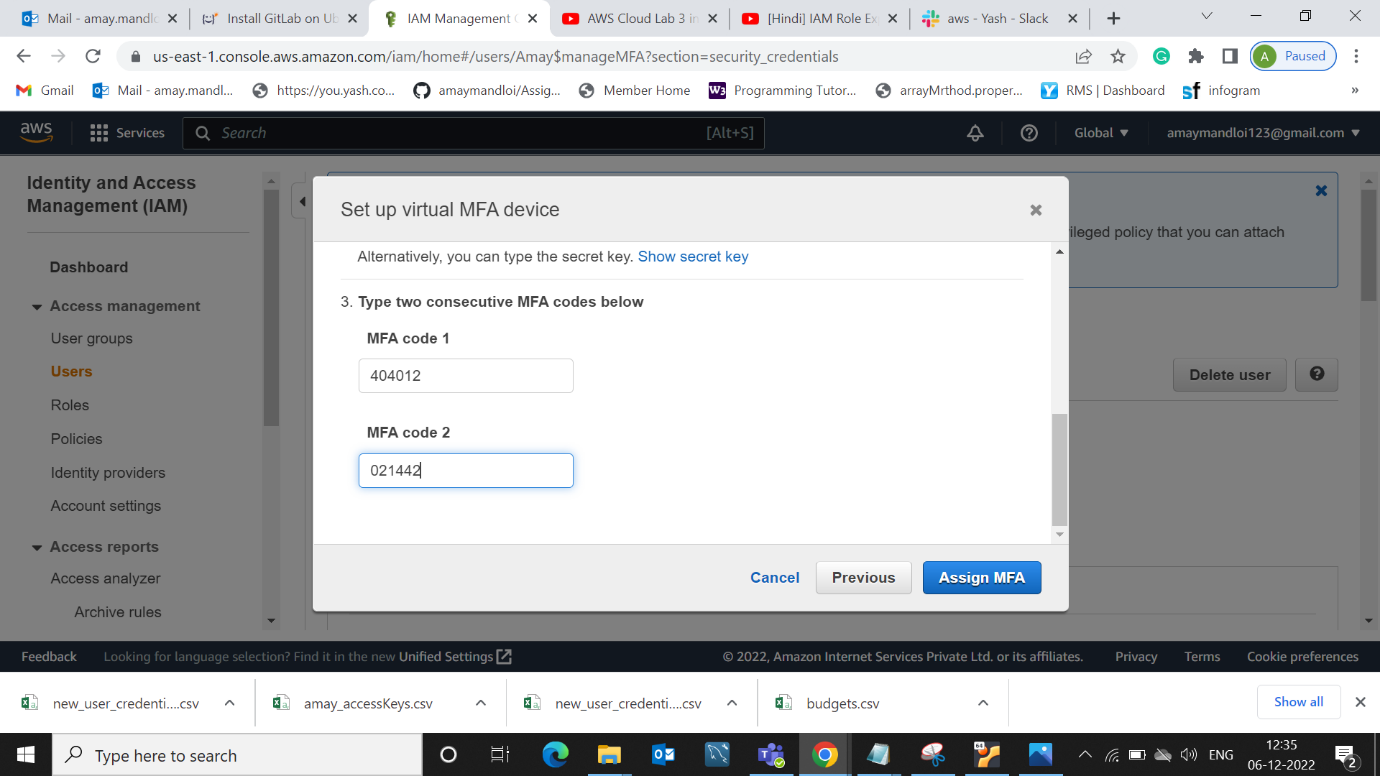 Mail - amay.mandl
Install GitLab on Ub
IAM Management
AWS Cloud Lab 3 in
[Hindi] IAM Role Ex
aws - Yash - Slack
us-east-1.console.aws.amazon.com/iam/home#/users/Amay$manageMFA?section=security_credentials
A Paused
Gmail
Mail - amay.mandl...
https://you.yash.co...
amaymandloi/Assig...
Member Home
Programming Tutor...
arrayMrthod.proper...
RMS | Dashboard
infogram
»
aws
Services
Search
[Alt+S]
Global
amaymandloi123@gmail.com
Identity and Access
Management (IAM)
Dashboard
Access management
User groups
Users
Roles
Policies
Identity providers
Account settings
Access reports
Access analyzer
Archive rules
ileged policy that you can attach
Delete user
Set up virtual MFA device
Alternatively, you can type the secret key. Show secret key
3. Type two consecutive MFA codes below
MFA code 1
404012
MFA code 2
021442
Cancel
Previous
Assign MFA
Feedback
Looking for language selection? Find it in the new Unified Settings
© 2022, Amazon Internet Services Private Ltd. or its affiliates.
Privacy
Terms
Cookie preferences
new_user_credenti....csv
amay_accessKeys.csv
new_user_credenti....csv
budgets.csv
Show all
Type here to search
64
ENG
12:35
06-12-2022
2